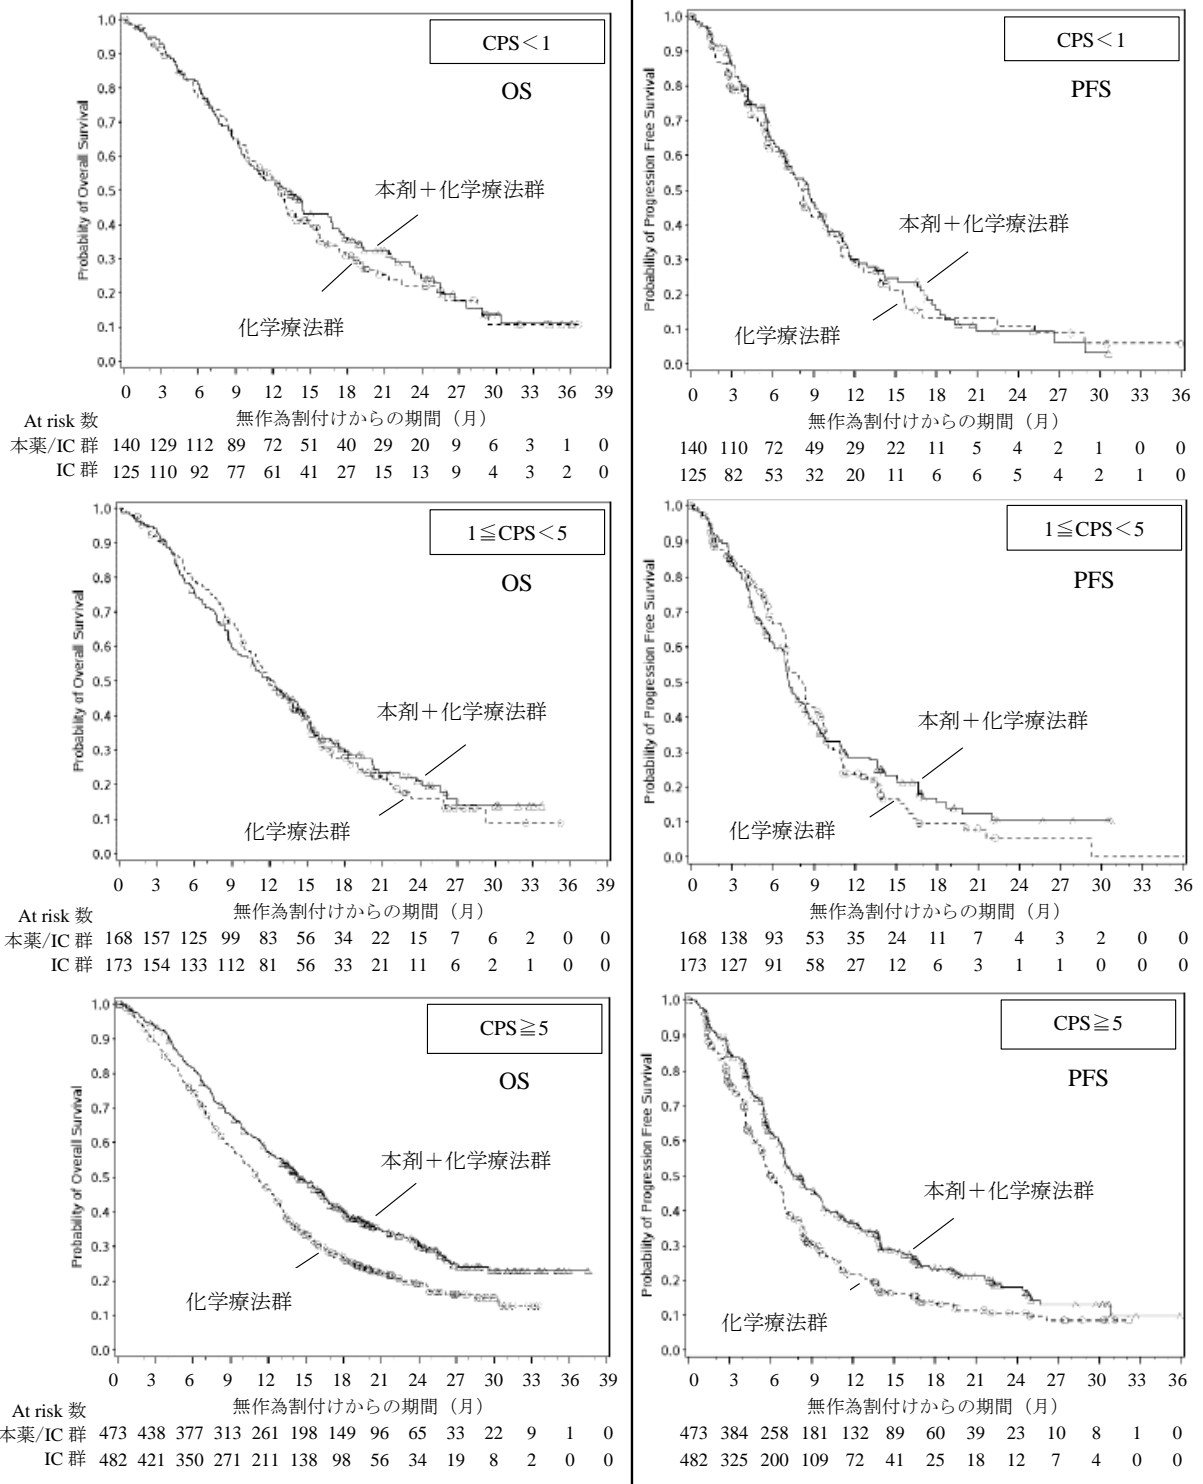 CPS＜1
OS
Probability of Overall Survival
1.0
0.9
0.8
0.7
0.6
0.5
0.4
0.3
0.2
0.1
0.0
本剤＋化学療法群
化学療法群
0 3 6 9 12 15 18 21 24 27 30 33 36 39
At risk 数 無作為割付けからの期間（月）
本薬/IC 群 140 129 112 89 72 51 40 29 20 9 6 3 1 0
IC 群 125 110 92 77 61 41 27 15 13 9 4 3 2 0
CPS＜1
PFS
Probability of Progression Free Survival
1.0
0.9
0.8
0.7
0.6
0.5
0.4
0.3
0.2
0.1
0.0
本剤＋化学療法群
化学療法群
0 3 6 9 12 15 18 21 24 27 30 33 36
無作為割付けからの期間（月）
140 110 72 49 29 22 11 5 4 2 1 0 0
125 82 53 32 20 11 6 6 5 4 2 1 0
1≦CPS＜5
OS
Probability of Overall Survival
1.0
0.9
0.8
0.7
0.6
0.5
0.4
0.3
0.2
0.1
0.0
本剤＋化学療法群
化学療法群
0 3 6 9 12 15 18 21 24 27 30 33 36 39
At risk 数 無作為割付けからの期間（月）
本薬/IC 群 168 157 125 99 83 56 34 22 15 7 6 2 0 0
IC 群 173 154 133 112 81 56 33 21 11 6 2 1 0 0
1≦CPS＜5
PFS
Probability of Progression Free Survival
1.0
0.9
0.8
0.7
0.6
0.5
0.4
0.3
0.2
0.1
0.0
本剤＋化学療法群
化学療法群
0 3 6 9 12 15 18 21 24 27 30 33 36
無作為割付けからの期間（月）
168 138 93 53 35 24 11 7 4 3 2 0 0
173 127 91 58 27 12 6 3 1 1 0 0 0
CPS≧5
OS
Probability of Overall Survival
1.0
0.9
0.8
0.7
0.6
0.5
0.4
0.3
0.2
0.1
0.0
本剤＋化学療法群
化学療法群
0 3 6 9 12 15 18 21 24 27 30 33 36 39
At risk 数 無作為割付けからの期間（月）
本薬/IC 群 473 438 377 313 261 198 149 96 65 33 22 9 1 0
IC 群 482 421 350 271 211 138 98 56 34 19 8 2 0 0
CPS≧5
PFS
Probability of Progression Free Survival
1.0
0.9
0.8
0.7
0.6
0.5
0.4
0.3
0.2
0.1
0.0
本剤＋化学療法群
化学療法群
0 3 6 9 12 15 18 21 24 27 30 33 36
無作為割付けからの期間（月）
473 384 258 181 132 89 60 39 23 10 8 1 0
482 325 200 109 72 41 25 18 12 7 4 0 0